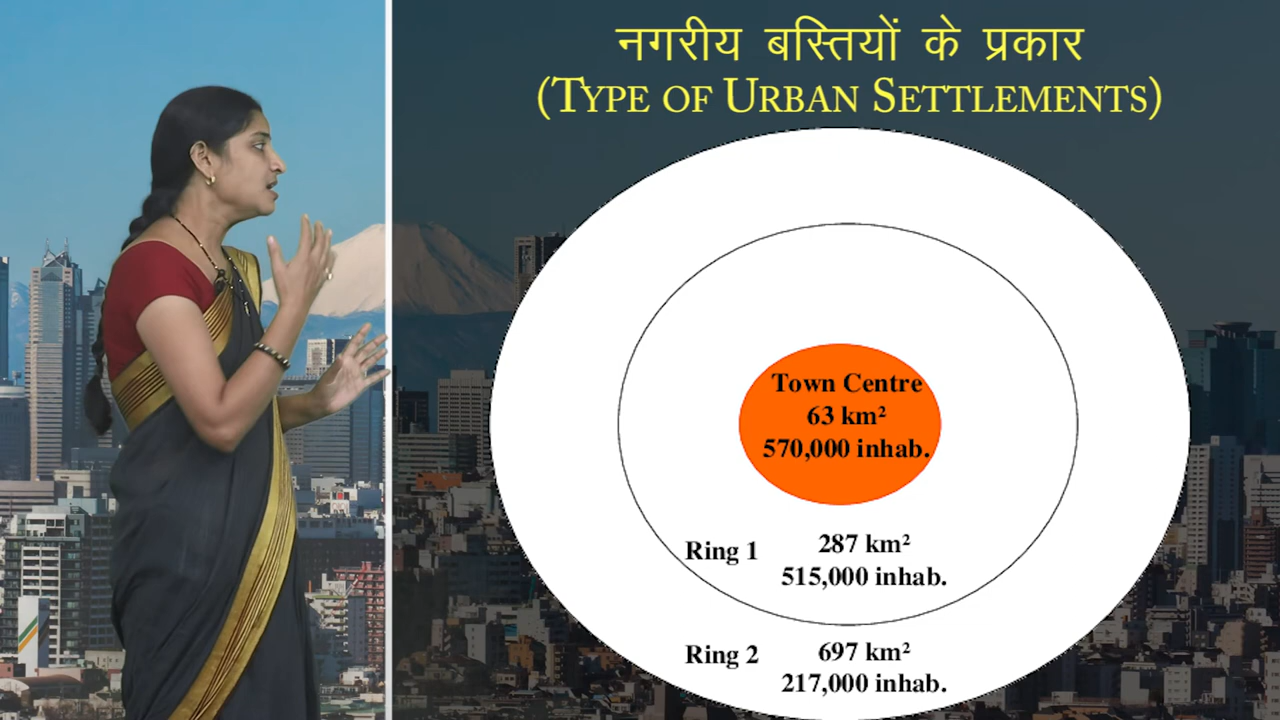 नगरीय बस्तियों के प्रकार
(TYPE OF URBAN SETTLEMENTS)
Town Centre
63 km²
570,000 inhab.
Ring 1
287 km²
515,000 inhab.
Ring 2
697 km²
217,000 inhab.